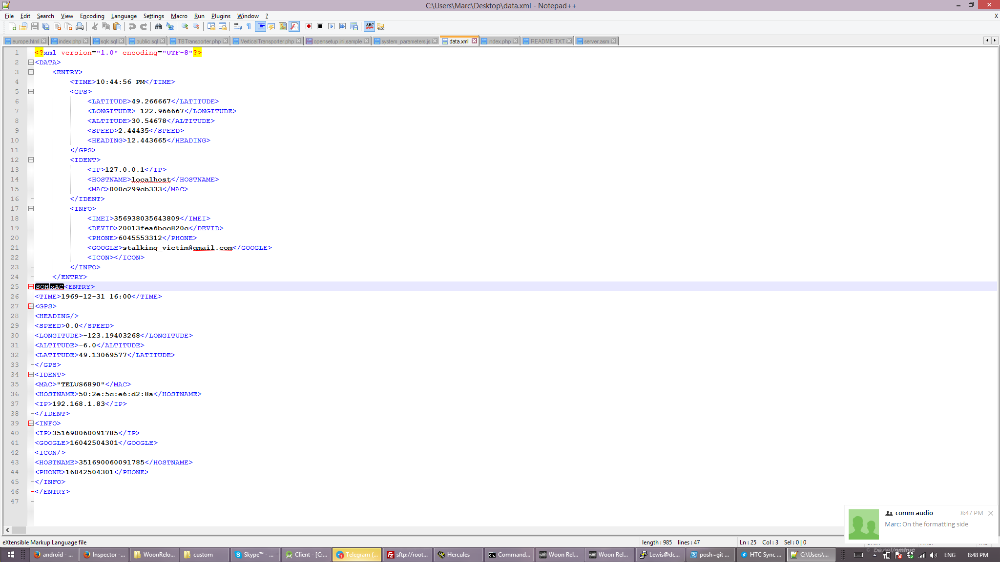 C:\Users\Marc\Desktop\data.xml - Notepad++
File Edit Search View Encoding Language Settings Macro Run Plugins Window ? X
europe.html index.php sqk.sql public.sql TBTransporter.php VerticalTransporter.php opensetup.ini.sample system_parameters.js data.xml index.php README.TXT server.asm
1 <?xml version="1.0" encoding="UTF-8"?>
2 <DATA>
3 <ENTRY>
4 <TIME>10:44:56 PM</TIME>
5 <GPS>
6 <LATITUDE>49.266667</LATITUDE>
7 <LONGITUDE>-122.966667</LONGITUDE>
8 <ALTITUDE>30.54678</ALTITUDE>
9 <SPEED>2.44435</SPEED>
10 <HEADING>12.443665</HEADING>
11 </GPS>
12 <IDENT>
13 <IP>127.0.0.1</IP>
14 <HOSTNAME>localhost</HOSTNAME>
15 <MAC>000c299cb333</MAC>
16 </IDENT>
17 <INFO>
18 <IMEI>356938035643809</IMEI>
19 <DEVID>20013fea6bcc820c</DEVID>
20 <PHONE>6045553312</PHONE>
21 <GOOGLE>stalking_victim@gmail.com</GOOGLE>
22 <ICON></ICON>
23 </INFO>
24 </ENTRY>
25 SOH xAC<ENTRY>
26 <TIME>1969-12-31 16:00</TIME>
27 <GPS>
28 <HEADING/>
29 <SPEED>0.0</SPEED>
30 <LONGITUDE>-123.19403268</LONGITUDE>
31 <ALTITUDE>-6.0</ALTITUDE>
32 <LATITUDE>49.13069577</LATITUDE>
33 </GPS>
34 <IDENT>
35 <MAC>"TELUS6890"</MAC>
36 <HOSTNAME>50:2e:5c:e6:d2:8a</HOSTNAME>
37 <IP>192.168.1.83</IP>
38 </IDENT>
39 <INFO>
40 <IP>351690060091785</IP>
41 <GOOGLE>16042504301</GOOGLE>
42 <ICON/>
43 <HOSTNAME>351690060091785</HOSTNAME>
44 <PHONE>16042504301</PHONE>
45 </INFO>
46 </ENTRY>
47
comm audio 8:47 PM
Marc: On the formatting side
eXtensible Markup Language file length : 985 lines : 47 Ln : 25 Col : 3 Sel : 0 | 0
android - ... Inspector -... WoonRelo... custom Skype™ - ... Client - [C:... Telegram (... sftp://root... Hercules Command... Woon Rel... Woon Rel... Lewis@dc... posh~git ... HTC Sync ... C:\Users\... ENG 8:48 PM